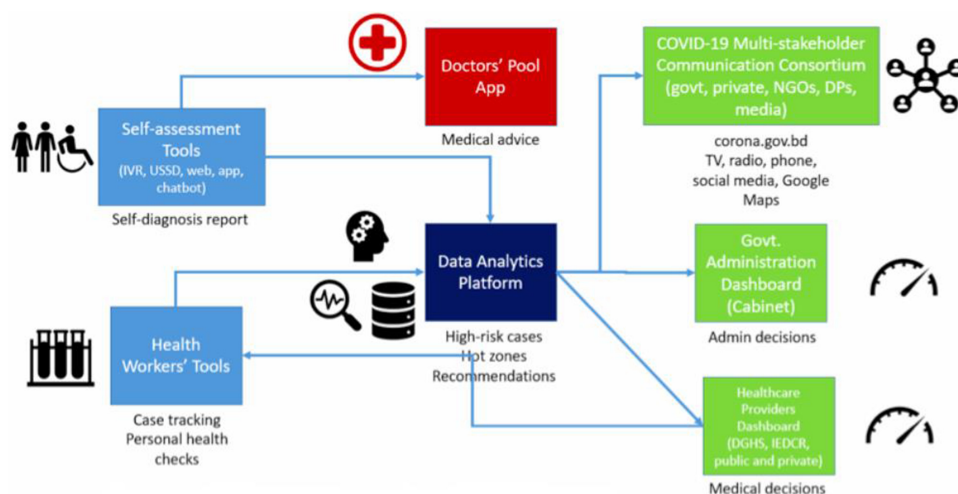 Doctors' Pool
App
Medical advice
COVID-19 Multi-stakeholder
Communication Consortium
(govt, private, NGOs, DPs,
media)
corona.gov.bd
TV, radio, phone,
social media, Google
Maps
Self-assessment
Tools
(IVR, USSD, web, app,
chatbot)
Self-diagnosis report
Data Analytics
Platform
High-risk cases
Hot zones
Recommendations
Govt.
Administration
Dashboard
(Cabinet)
Admin decisions
Health
Workers' Tools
Case tracking
Personal health
checks
Healthcare
Providers
Dashboard
(DGHS, IEDCR,
public and private)
Medical decisions